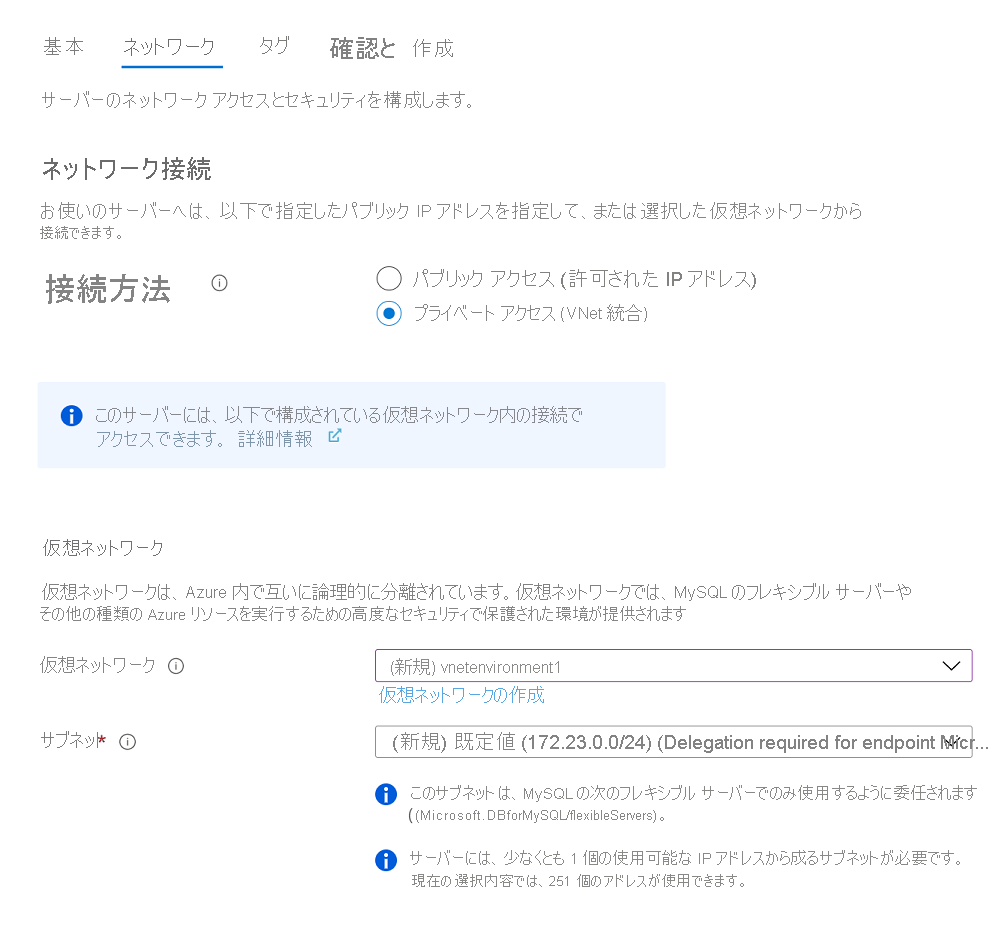 基本 ネットワーク タグ 確認と 作成
サーバーのネットワーク アクセスとセキュリティを構成します。
ネットワーク接続
お使いのサーバーへは、以下で指定したパブリック IP アドレスを指定して、または選択した仮想ネットワークから
接続できます。
接続方法
パブリック アクセス (許可された IP アドレス)
プライベート アクセス (VNet 統合)
このサーバーには、以下で構成されている仮想ネットワーク内の接続で
アクセスできます。 詳細情報
仮想ネットワーク
仮想ネットワークは、Azure 内で互いに論理的に分離されています。仮想ネットワークでは、MySQL のフレキシブル サーバーや
その他の種類の Azure リソースを実行するための高度なセキュリティで保護された環境が提供されます
仮想ネットワーク (新規) vnetenvironment1
仮想ネットワークの作成
サブネット* (新規) 既定値 (172.23.0.0/24) (Delegation required for endpoint Micr...
このサブネットは、MySQL の次のフレキシブル サーバーでのみ使用するように委任されます
((Microsoft.DBforMySQL/flexibleServers)。
サーバーには、少なくとも 1 個の使用可能な IP アドレスから成るサブネットが必要です。
現在の選択内容では、251 個のアドレスが使用できます。